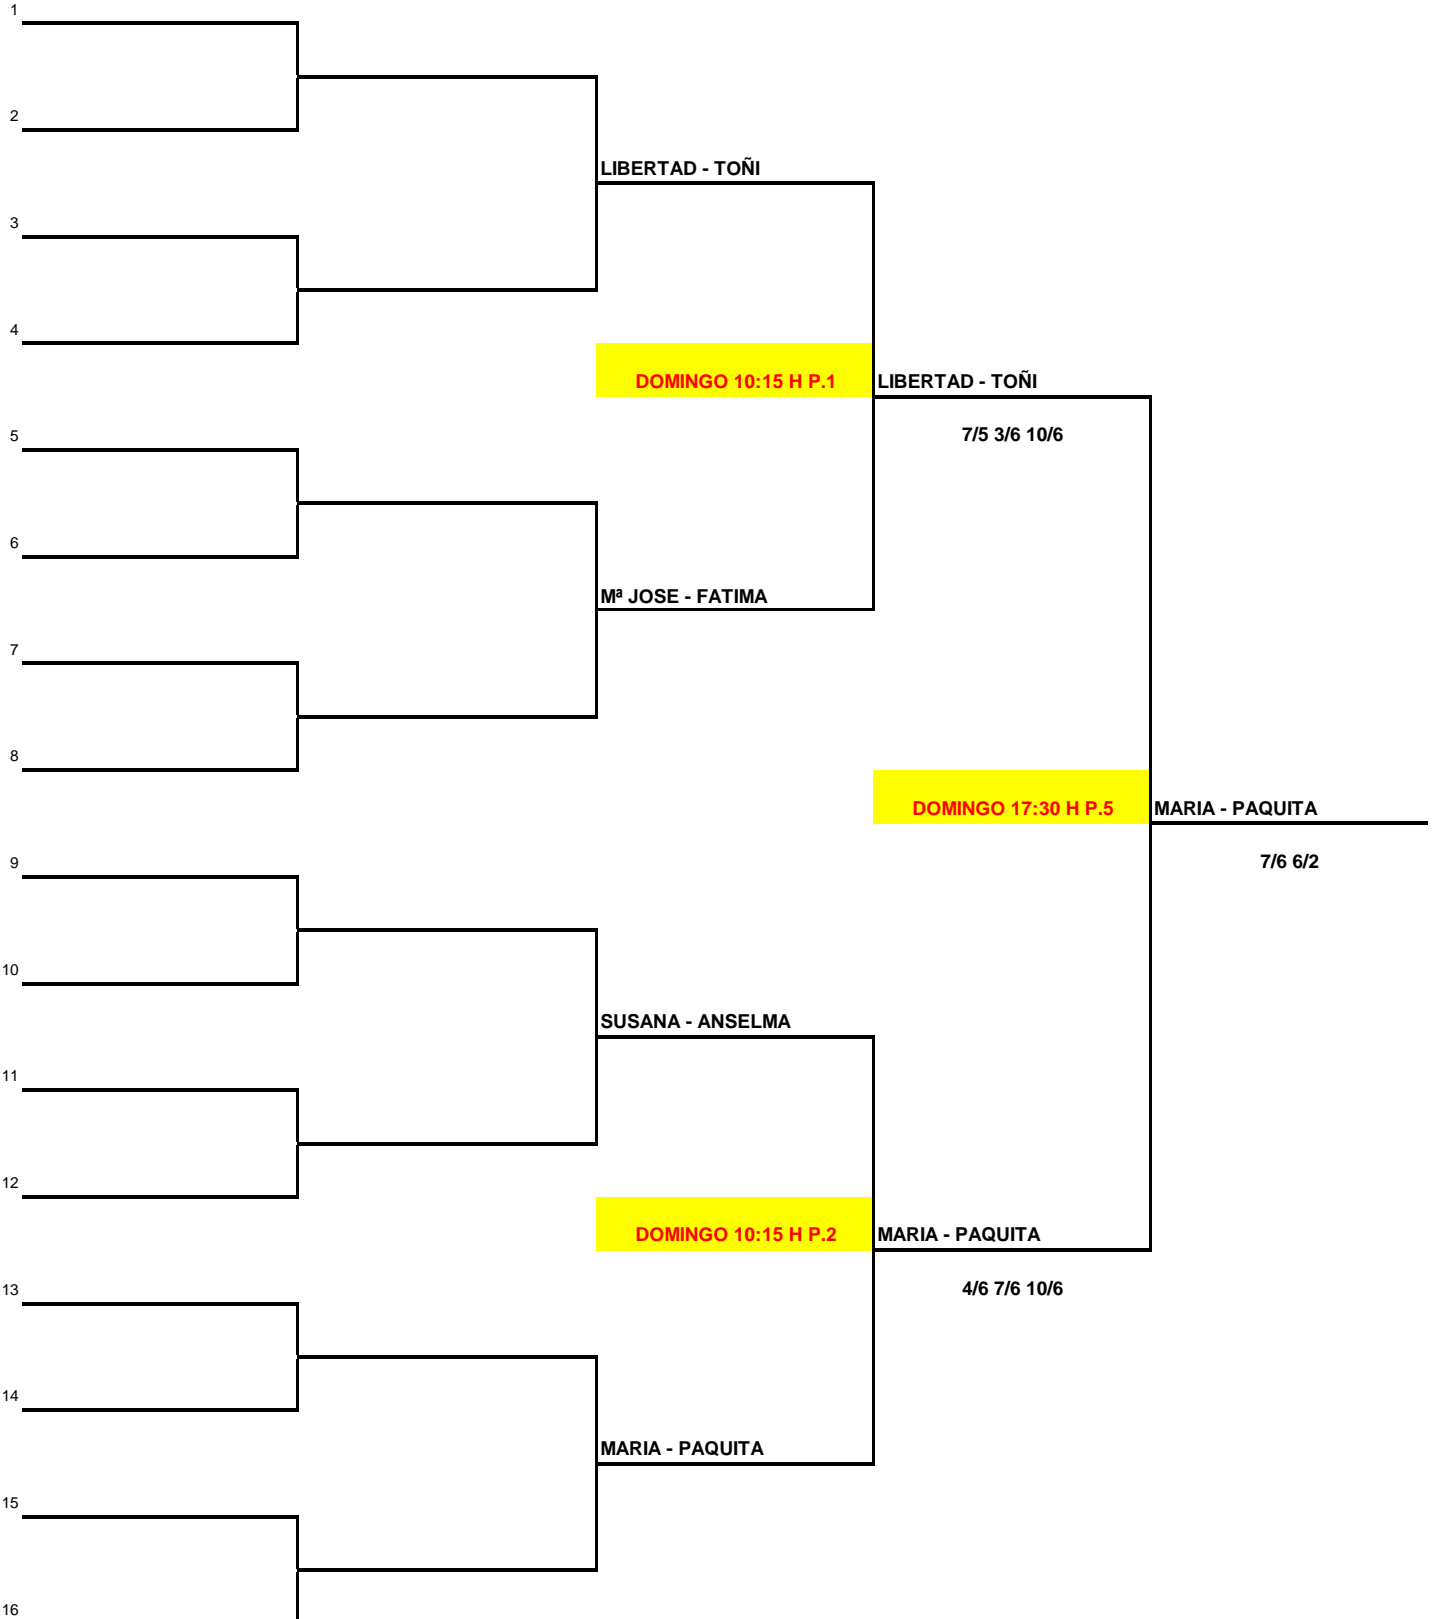 1
2
LIBERTAD - TOÑI
3
4
DOMINGO 10:15 H P.1
LIBERTAD - TOÑI
7/5 3/6 10/6
5
6
Mª JOSE - FATIMA
7
8
DOMINGO 17:30 H P.5
MARIA - PAQUITA
7/6 6/2
9
10
SUSANA - ANSELMA
11
12
DOMINGO 10:15 H P.2
MARIA - PAQUITA
4/6 7/6 10/6
13
14
MARIA - PAQUITA
15
16